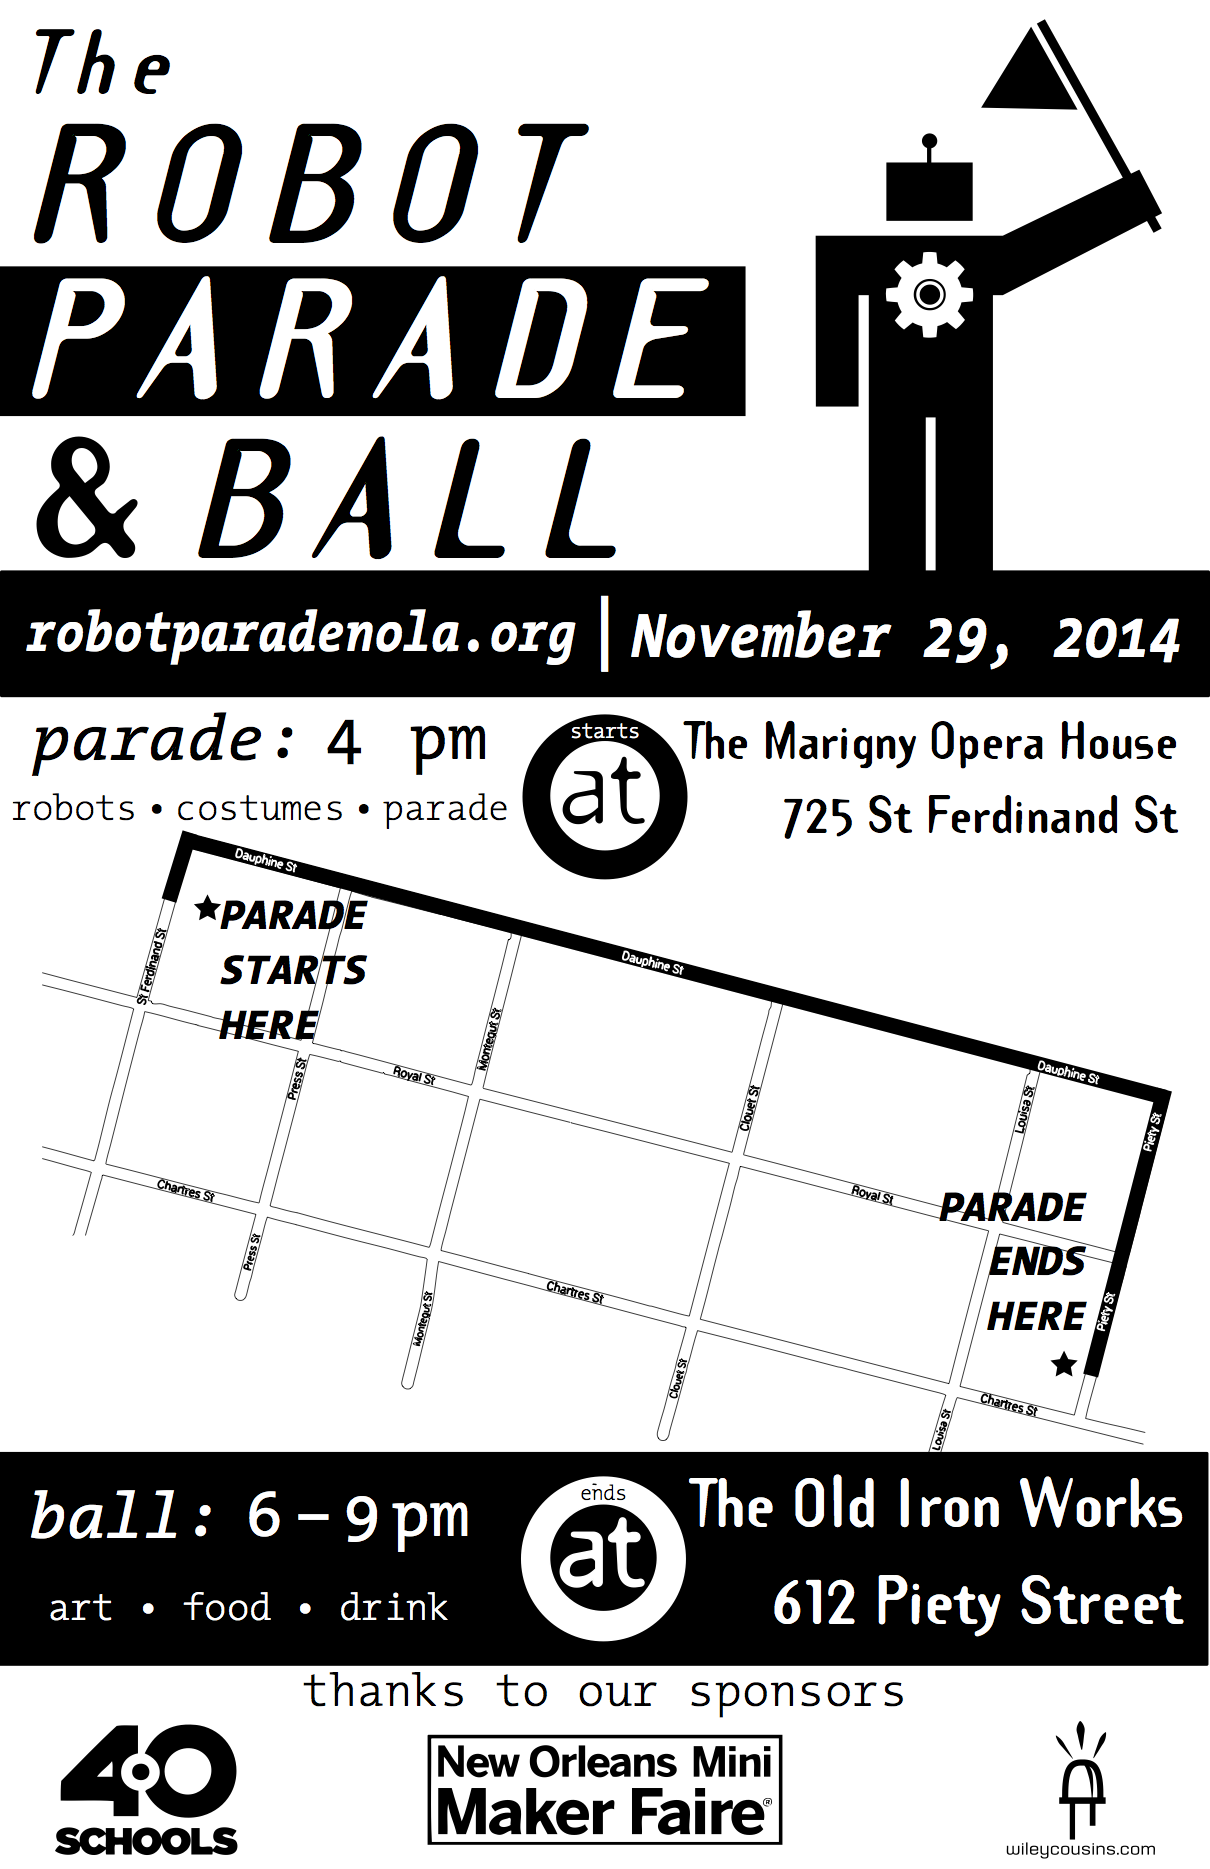 The
ROBOT
PARADE
& BALL
robotparadenola.org | November 29, 2014
parade: 4 pm
robots • costumes • parade
starts
at
The Marigny Opera House
725 St Ferdinand St
Dauphine St
PARADE
STARTS
HERE
St Ferdinand St
Dauphine St
Montegut St
Press St
Royal St
Dauphine St
Clouet St
Louisa St
Piety St
Chartres St
Royal St
PARADE
ENDS
HERE
Press St
Chartres St
Montegut St
Piety St
Clouet St
Chartres St
Louisa St
ball: 6–9pm
art • food • drink
ends
at
The Old Iron Works
612 Piety Street
thanks to our sponsors
40
SCHOOLS
New Orleans Mini
Maker Faire®
wileycousins.com